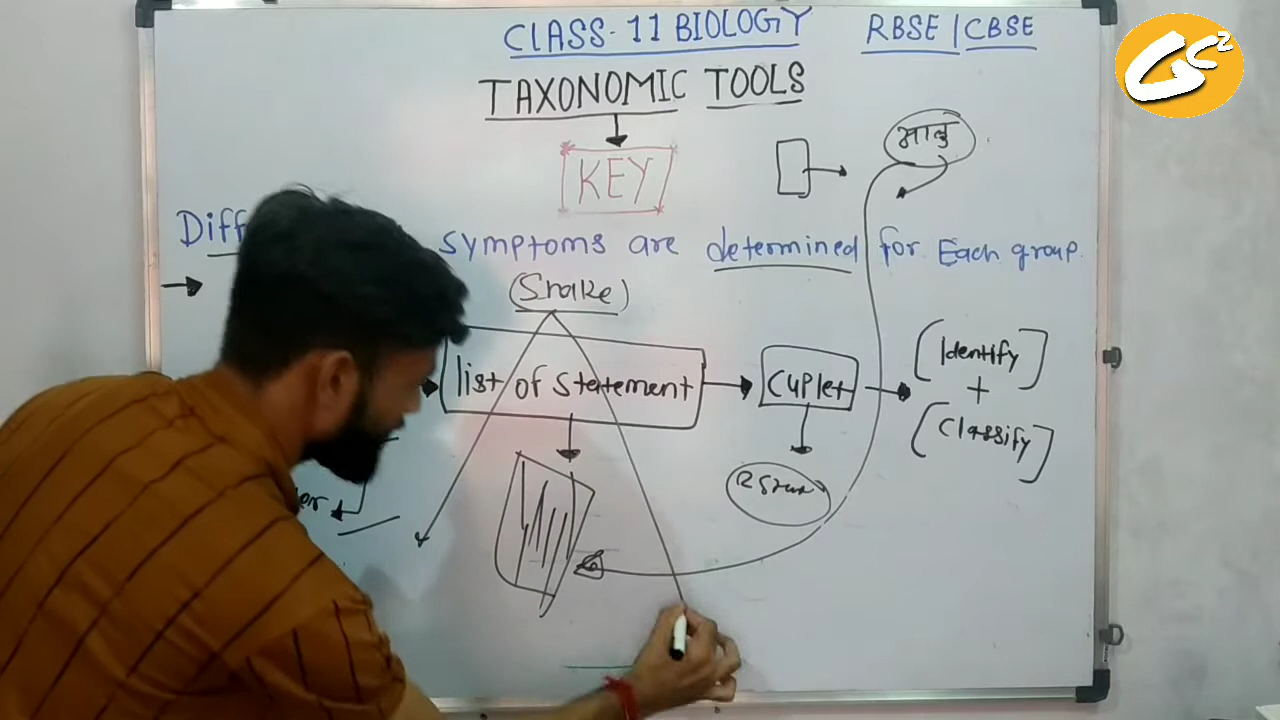 CLASS-11 BIOLOGY RBSE | CBSE
GC²
TAXONOMIC TOOLS
KEY
भालु
Diff symptoms are determined for Each group.
(Snake)
list of statement Cuplet [Identify]
+
[Classify]